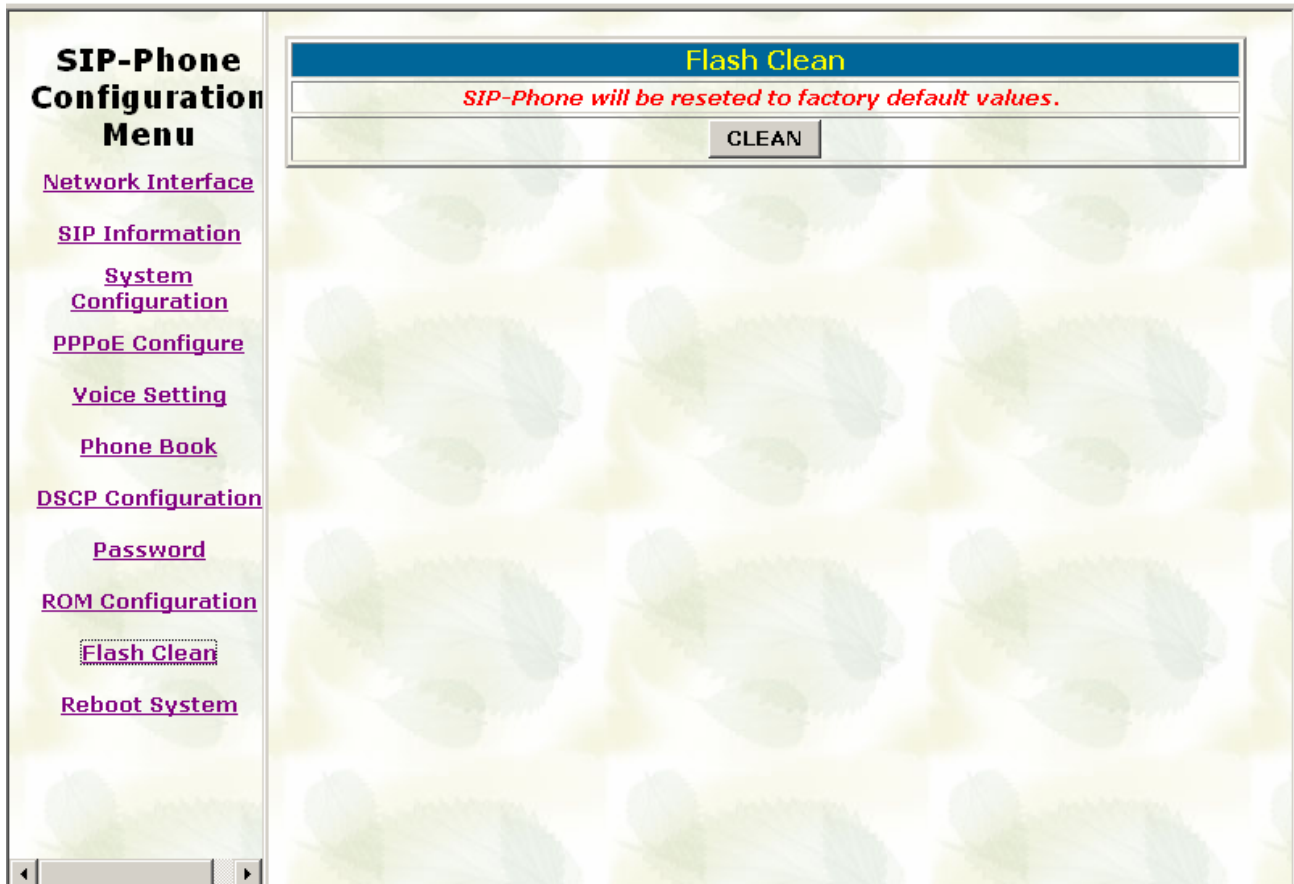 SIP-Phone
Configuration
Menu
Network Interface
SIP Information
System
Configuration
PPPoE Configure
Voice Setting
Phone Book
DSCP Configuration
Password
ROM Configuration
Flash Clean
Reboot System
Flash Clean
SIP-Phone will be reseted to factory default values.
CLEAN